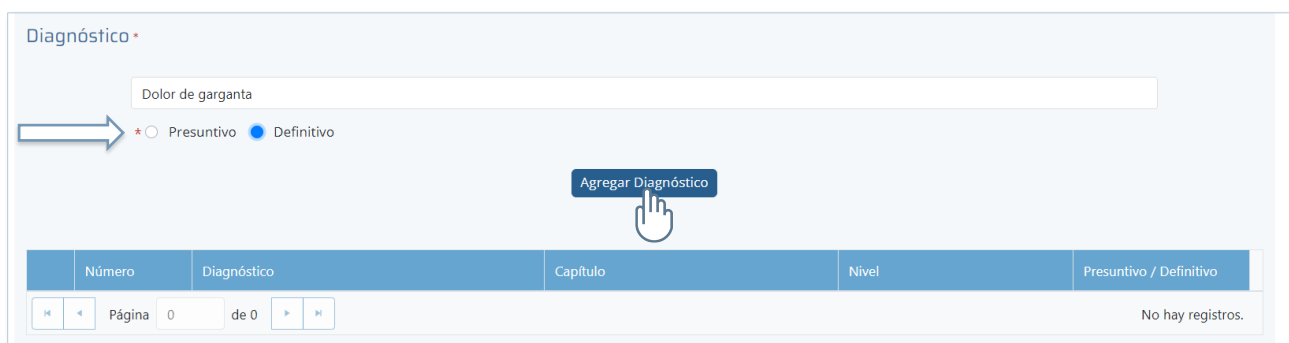 Diagnóstico *
Dolor de garganta
* Presuntivo Definitivo
Agregar Diagnóstico
Número Diagnóstico Capítulo Nivel Presuntivo / Definitivo
Página 0 de 0 No hay registros.